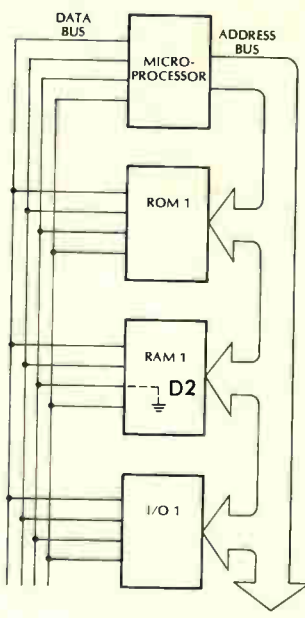 DATA
BUS
MICRO-
PROCESSOR
ADDRESS
BUS
ROM 1
RAM 1
D2
I/O 1